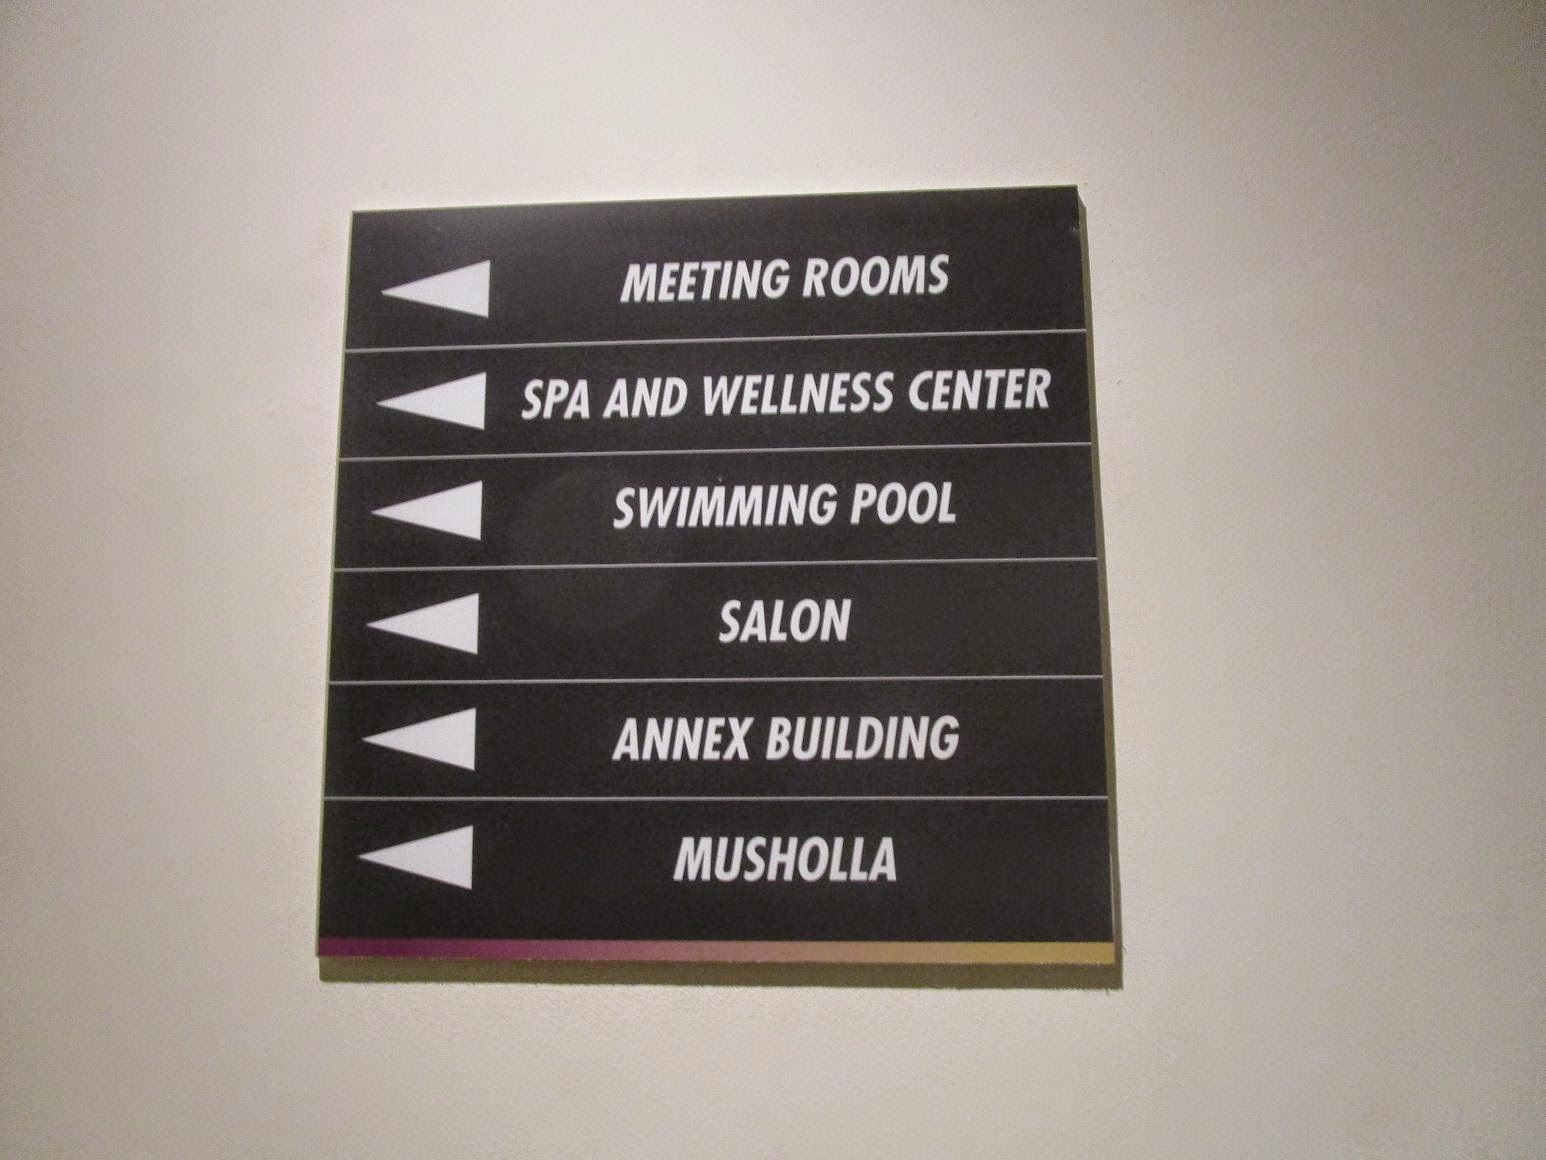 MEETING ROOMS
SPA AND WELLNESS CENTER
SWIMMING POOL
SALON
ANNEX BUILDING
MUSHOLLA